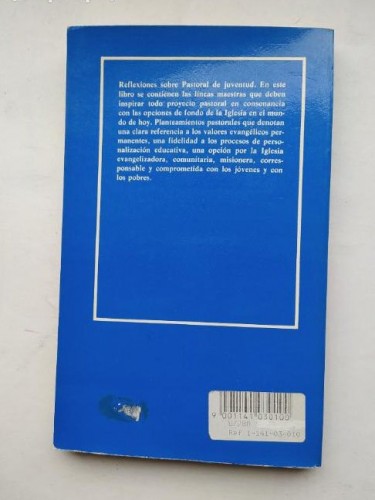 Reflexiones sobre Pastoral de juventud. En este
libro se contienen las líneas maestras que deben
inspirar todo proyecto pastoral en consonancia
con las opciones de fondo de la Iglesia en el mun-
do de hoy. Planteamientos pastorales que denotan
una clara referencia a los valores evangélicos per-
manentes, una fidelidad a los procesos de perso-
nalización educativa, una opción por la Iglesia
evangelizadora, comunitaria, misionera, corres-
ponsable y comprometida con los jóvenes y con
los pobres.
9 001141 030100